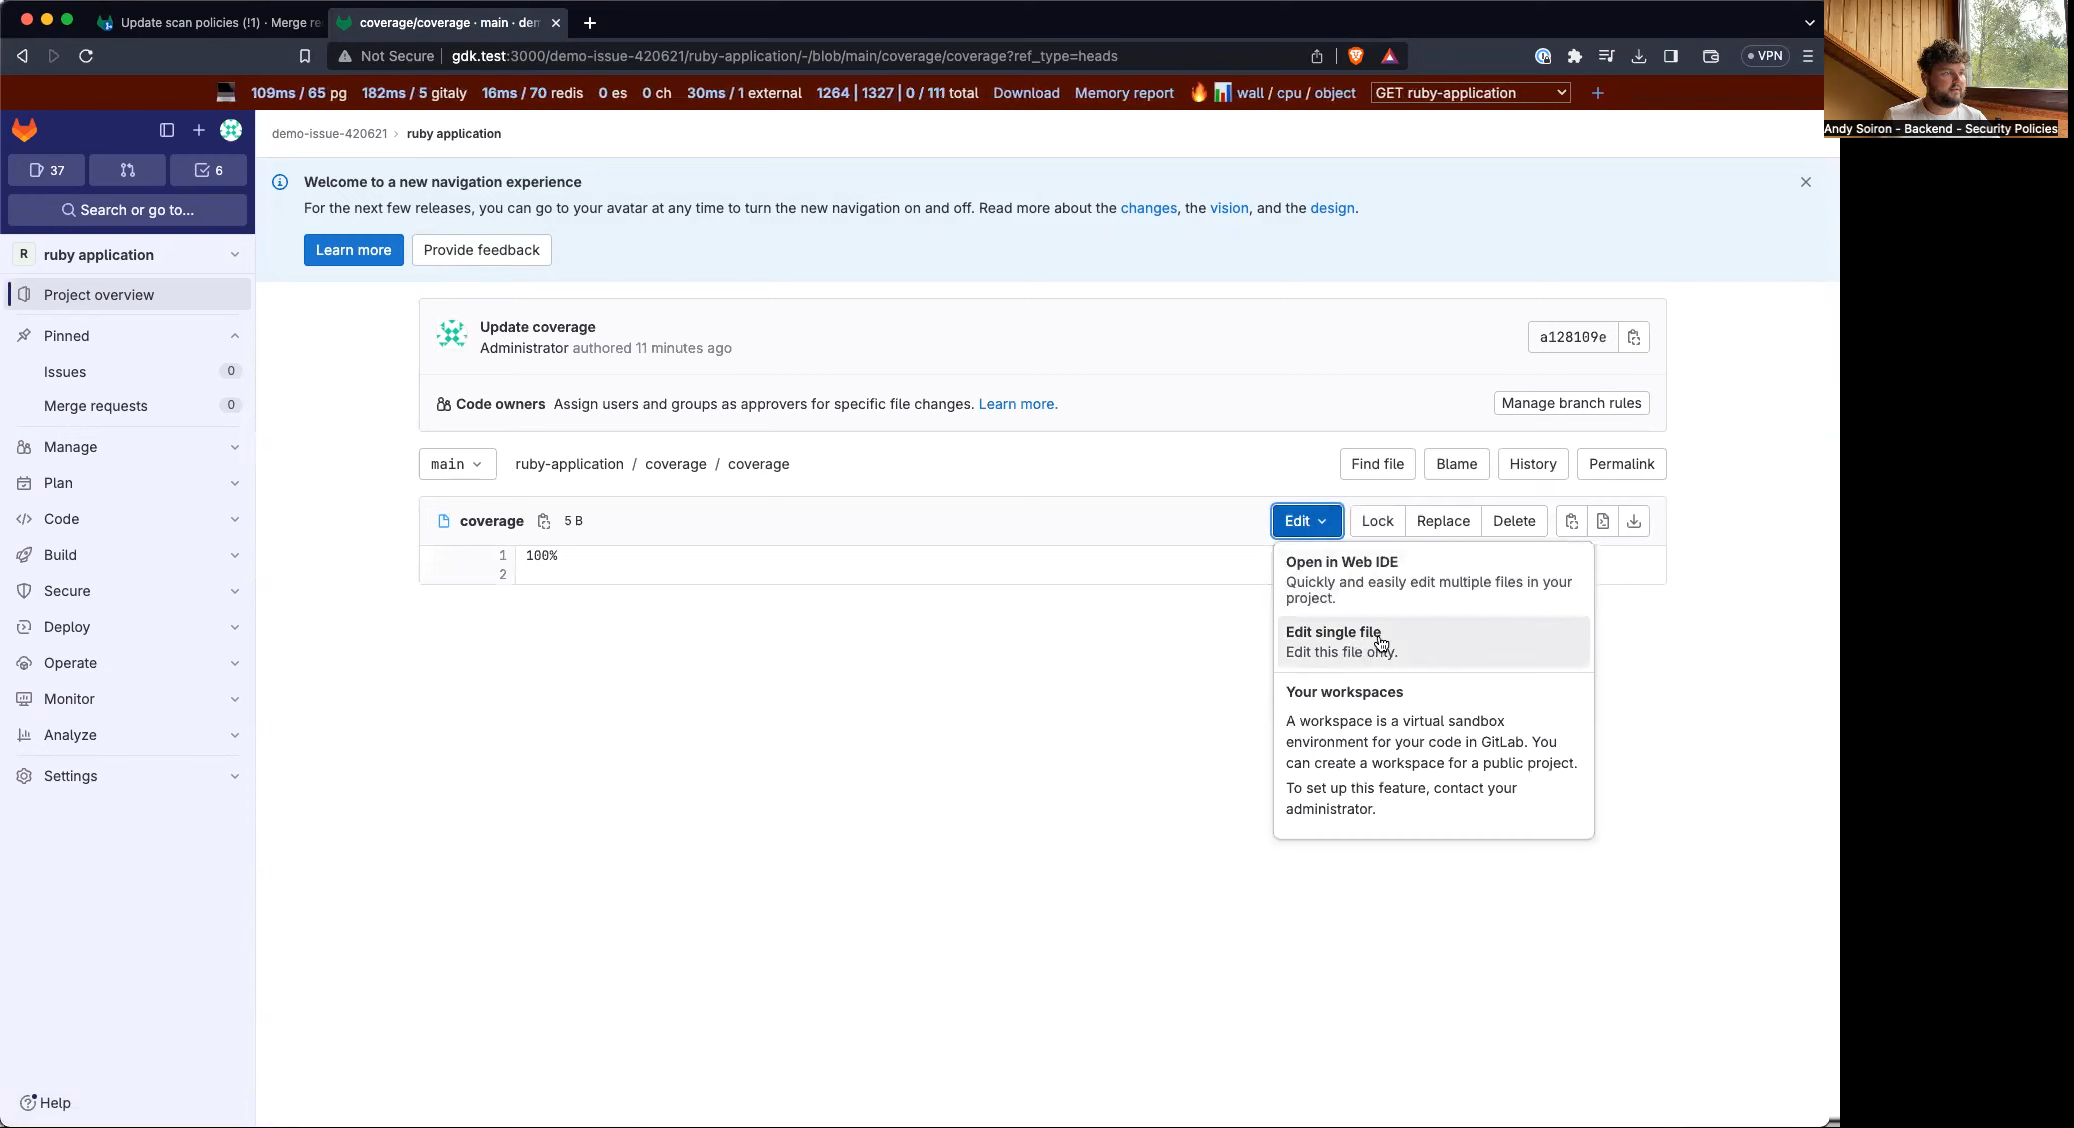 Update scan policies (!1) · Merge re
coverage/coverage · main · den
Not Secure
gdk.test:3000/demo-issue-420621/ruby-application/-/blob/main/coverage/coverage?ref_type=heads
VPN
109ms / 65 pg 182ms / 5 gitaly 16ms / 70 redis 0 es 0 ch 30ms / 1 external 1264 | 1327 | 0 / 111 total Download Memory report wall / cpu / object GET ruby-application +
Andy Soiron - Backend - Security Policies
demo-issue-420621 › ruby application
37
6
Search or go to...
Welcome to a new navigation experience
For the next few releases, you can go to your avatar at any time to turn the new navigation on and off. Read more about the changes, the vision, and the design.
Learn more
Provide feedback
R ruby application
Project overview
Pinned
Issues 0
Merge requests 0
Manage
Plan
Code
Build
Secure
Deploy
Operate
Monitor
Analyze
Settings
Help
Update coverage
Administrator authored 11 minutes ago
a128109e
Code owners Assign users and groups as approvers for specific file changes. Learn more.
Manage branch rules
main
ruby-application / coverage / coverage
Find file
Blame
History
Permalink
coverage 5 B
Edit
Lock
Replace
Delete
1 100%
2
Open in Web IDE
Quickly and easily edit multiple files in your
project.
Edit single file
Edit this file only.
Your workspaces
A workspace is a virtual sandbox
environment for your code in GitLab. You
can create a workspace for a public project.
To set up this feature, contact your
administrator.